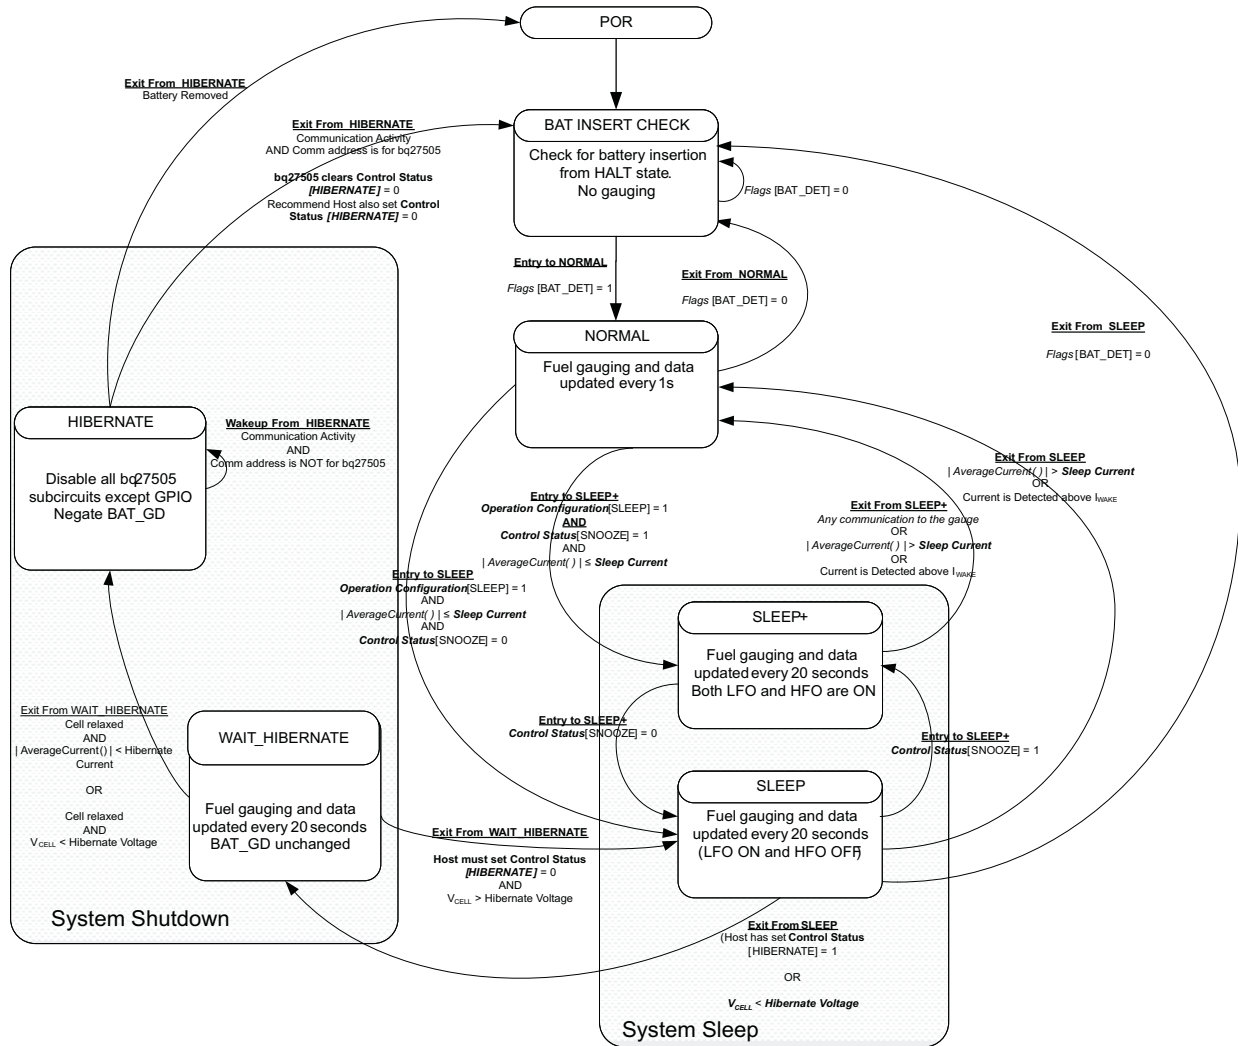 POR
Exit From HIBERNATE
Battery Removed
Exit From HIBERNATE
Communication Activity
AND Comm address is for bq27505
bq27505 clears Control Status
[HIBERNATE] = 0
Recommend Host also set Control
Status [HIBERNATE] = 0
BAT INSERT CHECK
Check for battery insertion
from HALT state.
No gauging
Flags [BAT_DET] = 0
Entry to NORMAL
Flags [BAT_DET] = 1
Exit From NORMAL
Flags [BAT_DET] = 0
Exit From SLEEP
Flags [BAT_DET] = 0
NORMAL
Fuel gauging and data
updated every 1s
HIBERNATE
Disable all bq27505
subcircuits except GPIO
Negate BAT_GD
Wakeup From HIBERNATE
Communication Activity
AND
Comm address is NOT for bq27505
Exit From SLEEP
| AverageCurrent( ) | > Sleep Current
OR
Current is Detected above IWAKE
Entry to SLEEP+
Operation Configuration[SLEEP] = 1
AND
Control Status[SNOOZE] = 1
AND
| AverageCurrent( ) | ≤ Sleep Current
Exit From SLEEP+
Any communication to the gauge
OR
| AverageCurrent( ) | > Sleep Current
OR
Current is Detected above IWAKE
Entry to SLEEP
Operation Configuration[SLEEP] = 1
AND
| AverageCurrent( ) | ≤ Sleep Current
AND
Control Status[SNOOZE] = 0
SLEEP+
Fuel gauging and data
updated every 20 seconds
Both LFO and HFO are ON
Entry to SLEEP+
Control Status[SNOOZE] = 0
Entry to SLEEP+
Control Status[SNOOZE] = 1
SLEEP
Fuel gauging and data
updated every 20 seconds
(LFO ON and HFO OFF)
Exit From WAIT_HIBERNATE
Cell relaxed
AND
| AverageCurrent() | < Hibernate
Current
OR
Cell relaxed
AND
VCELL < Hibernate Voltage
WAIT_HIBERNATE
Fuel gauging and data
updated every 20 seconds
BAT_GD unchanged
Exit From WAIT_HIBERNATE
Host must set Control Status
[HIBERNATE] = 0
AND
VCELL > Hibernate Voltage
System Shutdown
Exit From SLEEP
(Host has set Control Status
[HIBERNATE] = 1
OR
VCELL < Hibernate Voltage
System Sleep